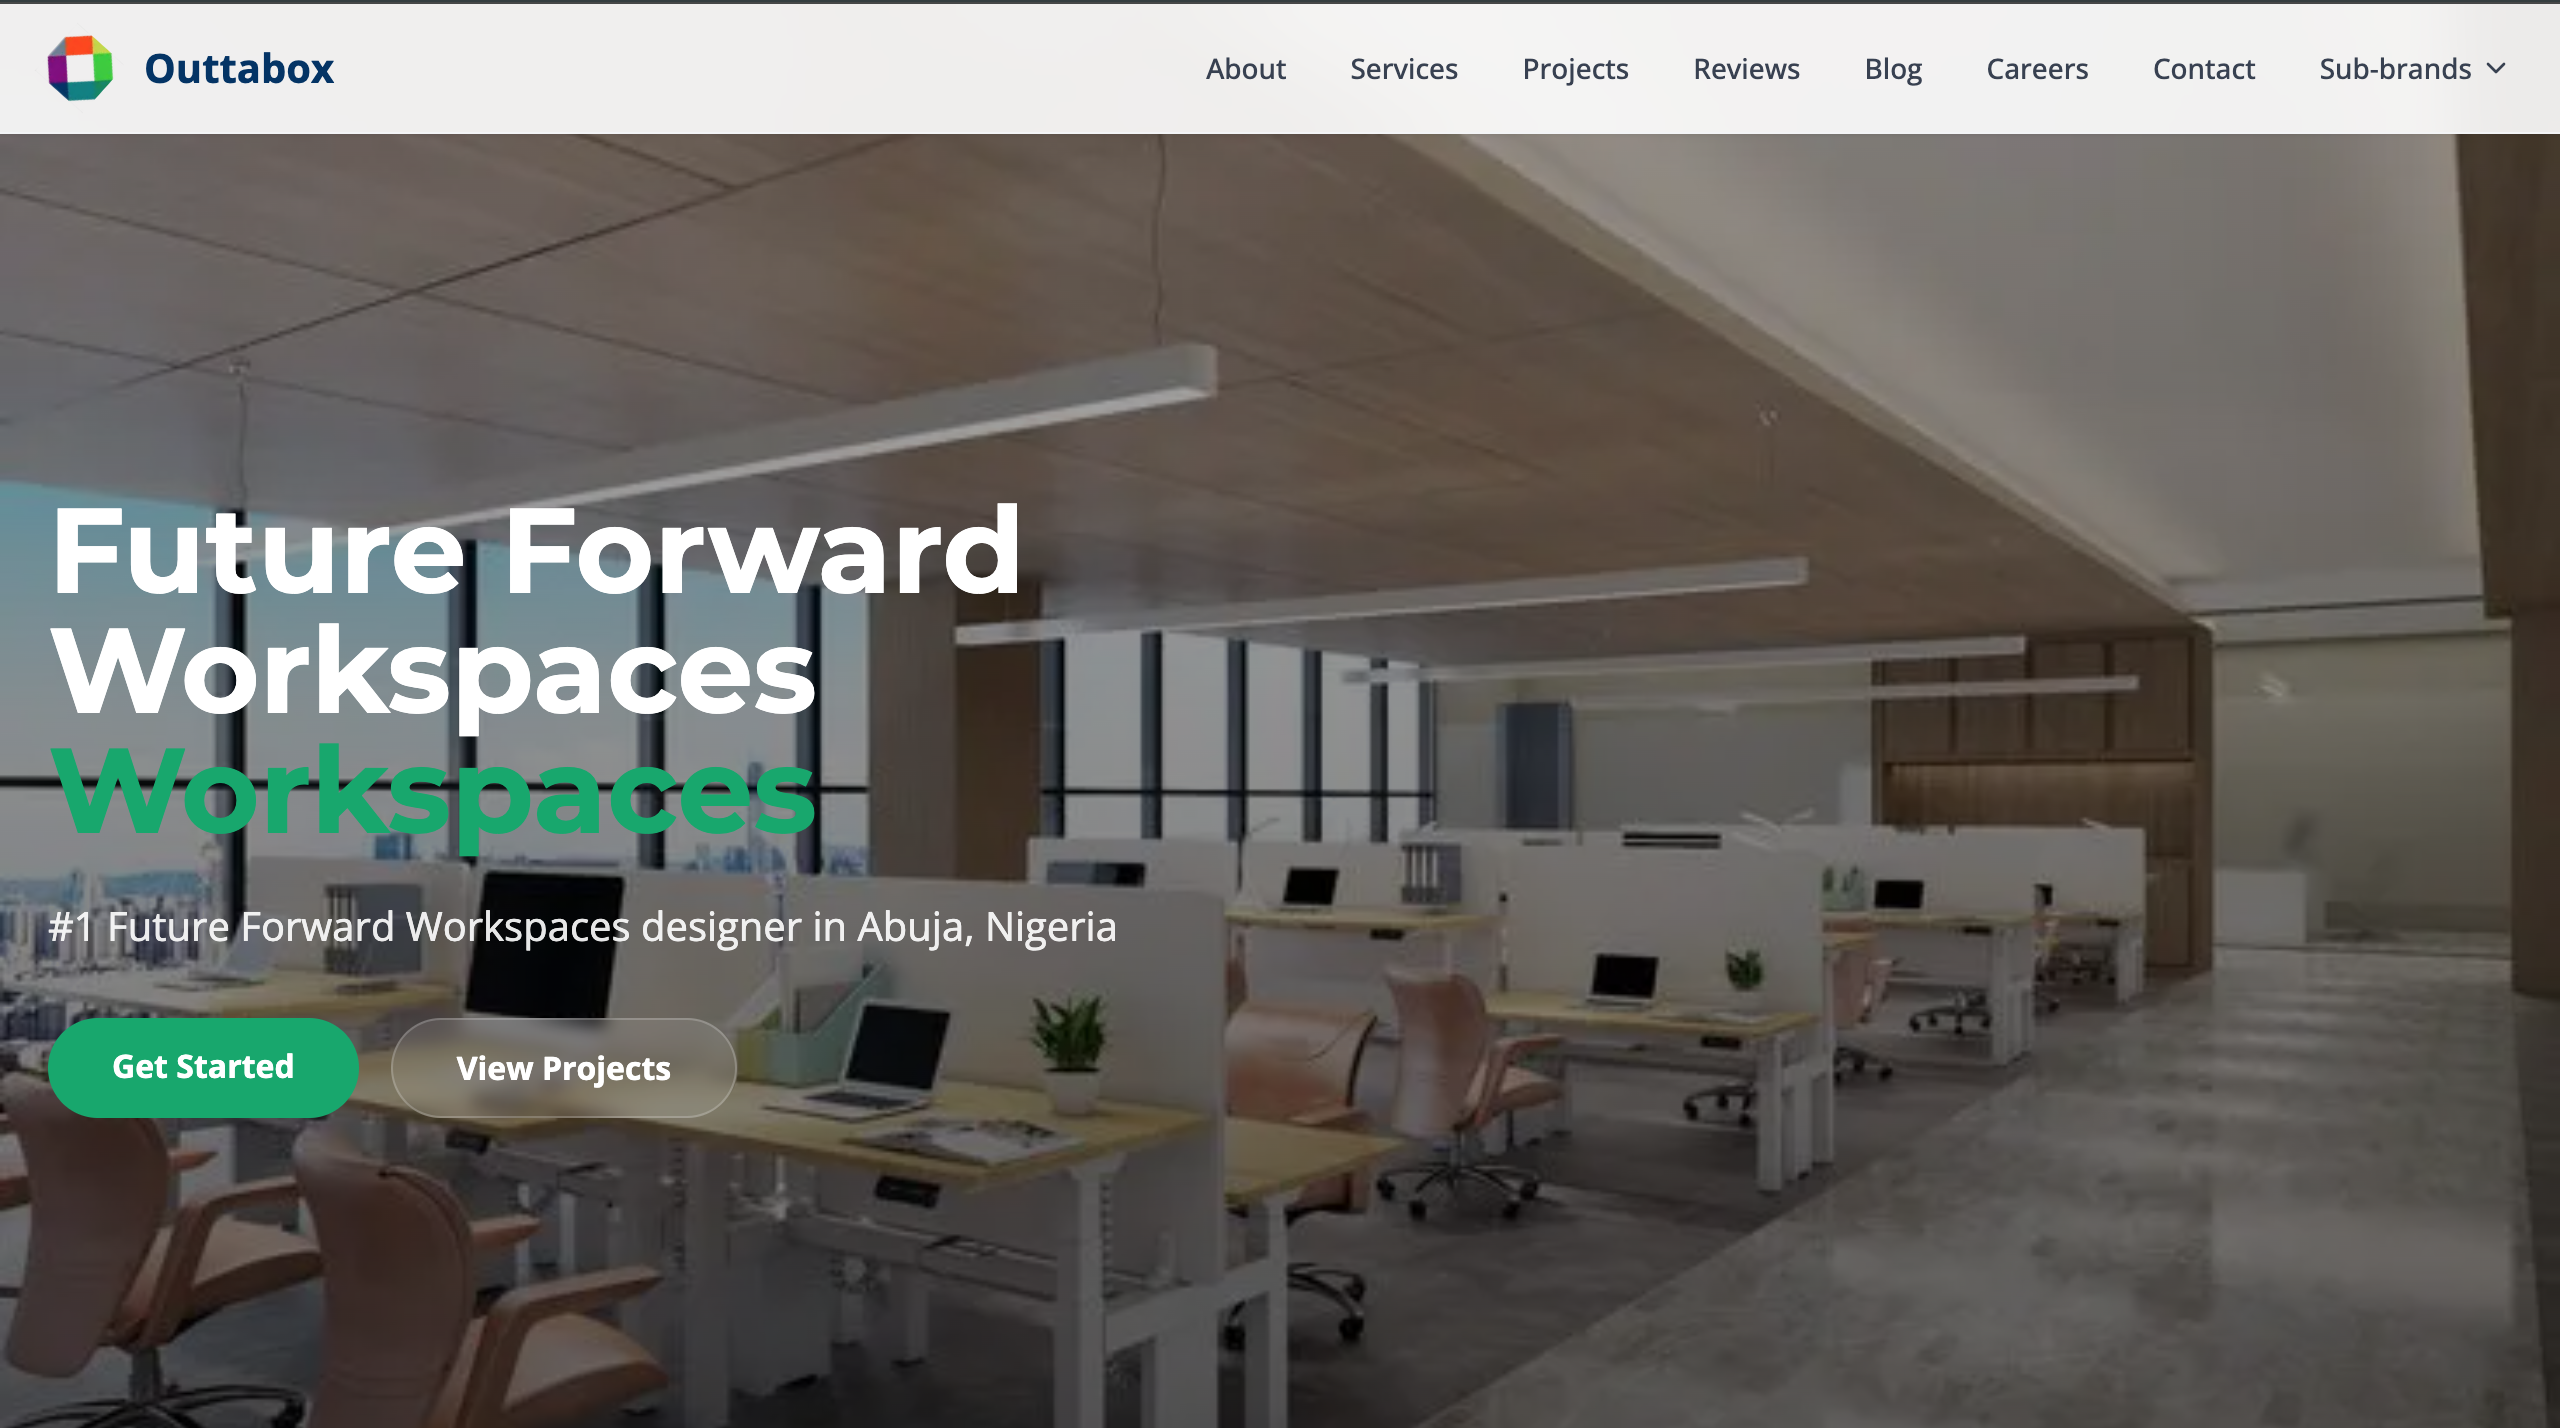 Outtabox
About
Services
Projects
Reviews
Blog
Careers
Contact
Sub-brands
Future Forward
Workspaces
Workspaces
#1 Future Forward Workspaces designer in Abuja, Nigeria
Get Started
View Projects